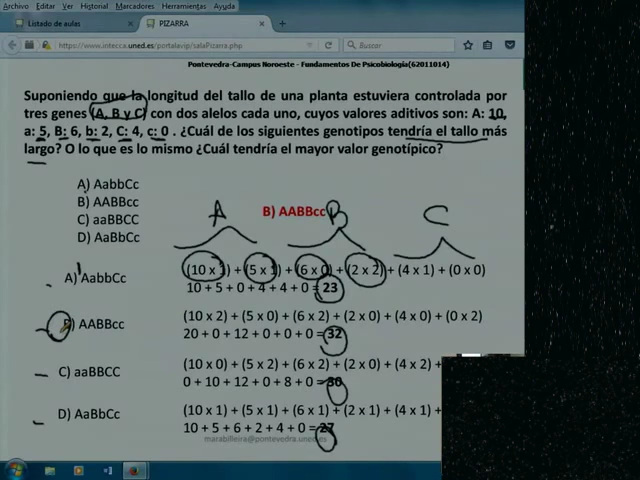 Archivo Editar Ver Historial Marcadores Herramientas Ayuda
Listado de aulas
PIZARRA
https://www.intecca.uned.es/portalavip/salaPizarra.php
Buscar
Pontevedra-Campus Noroeste - Fundamentos De Psicobiología(62011014)
Suponiendo que la longitud del tallo de una planta estuviera controlada por
tres genes (A, B y C) con dos alelos cada uno, cuyos valores aditivos son: A: 10,
a: 5, B: 6, b: 2, C: 4, c: 0 . ¿Cuál de los siguientes genotipos tendría el tallo más
largo? O lo que es lo mismo ¿Cuál tendría el mayor valor genotípico?
A) AabbCc
B) AABBcc
C) aaBBCC
D) AaBbCc
B) AABBcc
A B C
A) AabbCc
(10 x 1) + (5 x 1) + (6 x 0) + (2 x 2) + (4 x 1) + (0 x 0)
10 + 5 + 0 + 4 + 4 + 0 = 23
B) AABBcc
(10 x 2) + (5 x 0) + (6 x 2) + (2 x 0) + (4 x 0) + (0 x 2)
20 + 0 + 12 + 0 + 0 + 0 = 32
C) aaBBCC
(10 x 0) + (5 x 2) + (6 x 2) + (2 x 0) + (4 x 2) +
0 + 10 + 12 + 0 + 8 + 0 = 30
D) AaBbCc
(10 x 1) + (5 x 1) + (6 x 1) + (2 x 1) + (4 x 1) +
10 + 5 + 6 + 2 + 4 + 0 = 27
marabilleira@pontevedra.uned.es